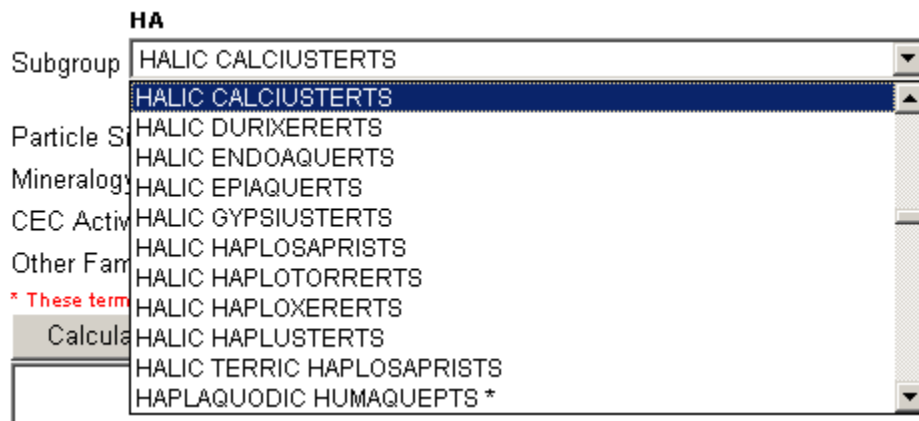 HA
Subgroup HALIC CALCIUSTERTS
HALIC CALCIUSTERTS
HALIC DURIXERERTS
Particle Si
HALIC ENDOAQUERTS
Mineralogy
HALIC EPIAQUERTS
CEC Activ
HALIC GYPSIUSTERTS
HALIC HAPLOSAPRISTS
Other Fam
HALIC HAPLOTORRERTS
* These term
HALIC HAPLOXERERTS
Calcula
HALIC HAPLUSTERTS
HALIC TERRIC HAPLOSAPRISTS
HAPLAQUODIC HUMAQUEPTS *